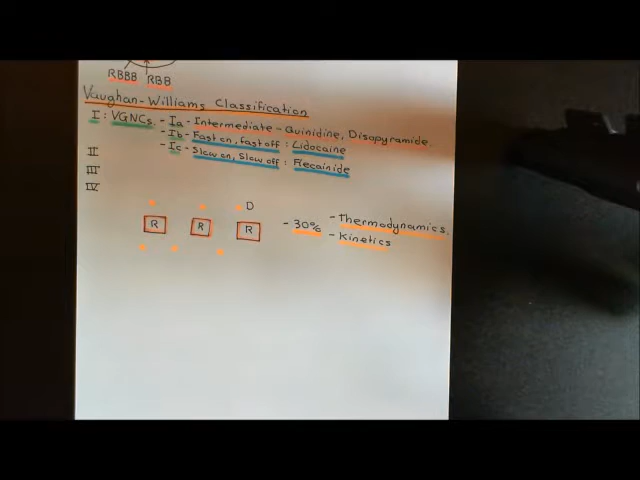 RBBB RBB
Vaughan-Williams Classification
I : VGNCs. - Ia - Intermediate - Quinidine, Disopyramide.
- Ib - Fast on, fast off : Lidocaine
- Ic - Slow on, Slow off : Flecainide
II
III
IV
D
R R R - 30% - Thermodynamics.
- Kinetics